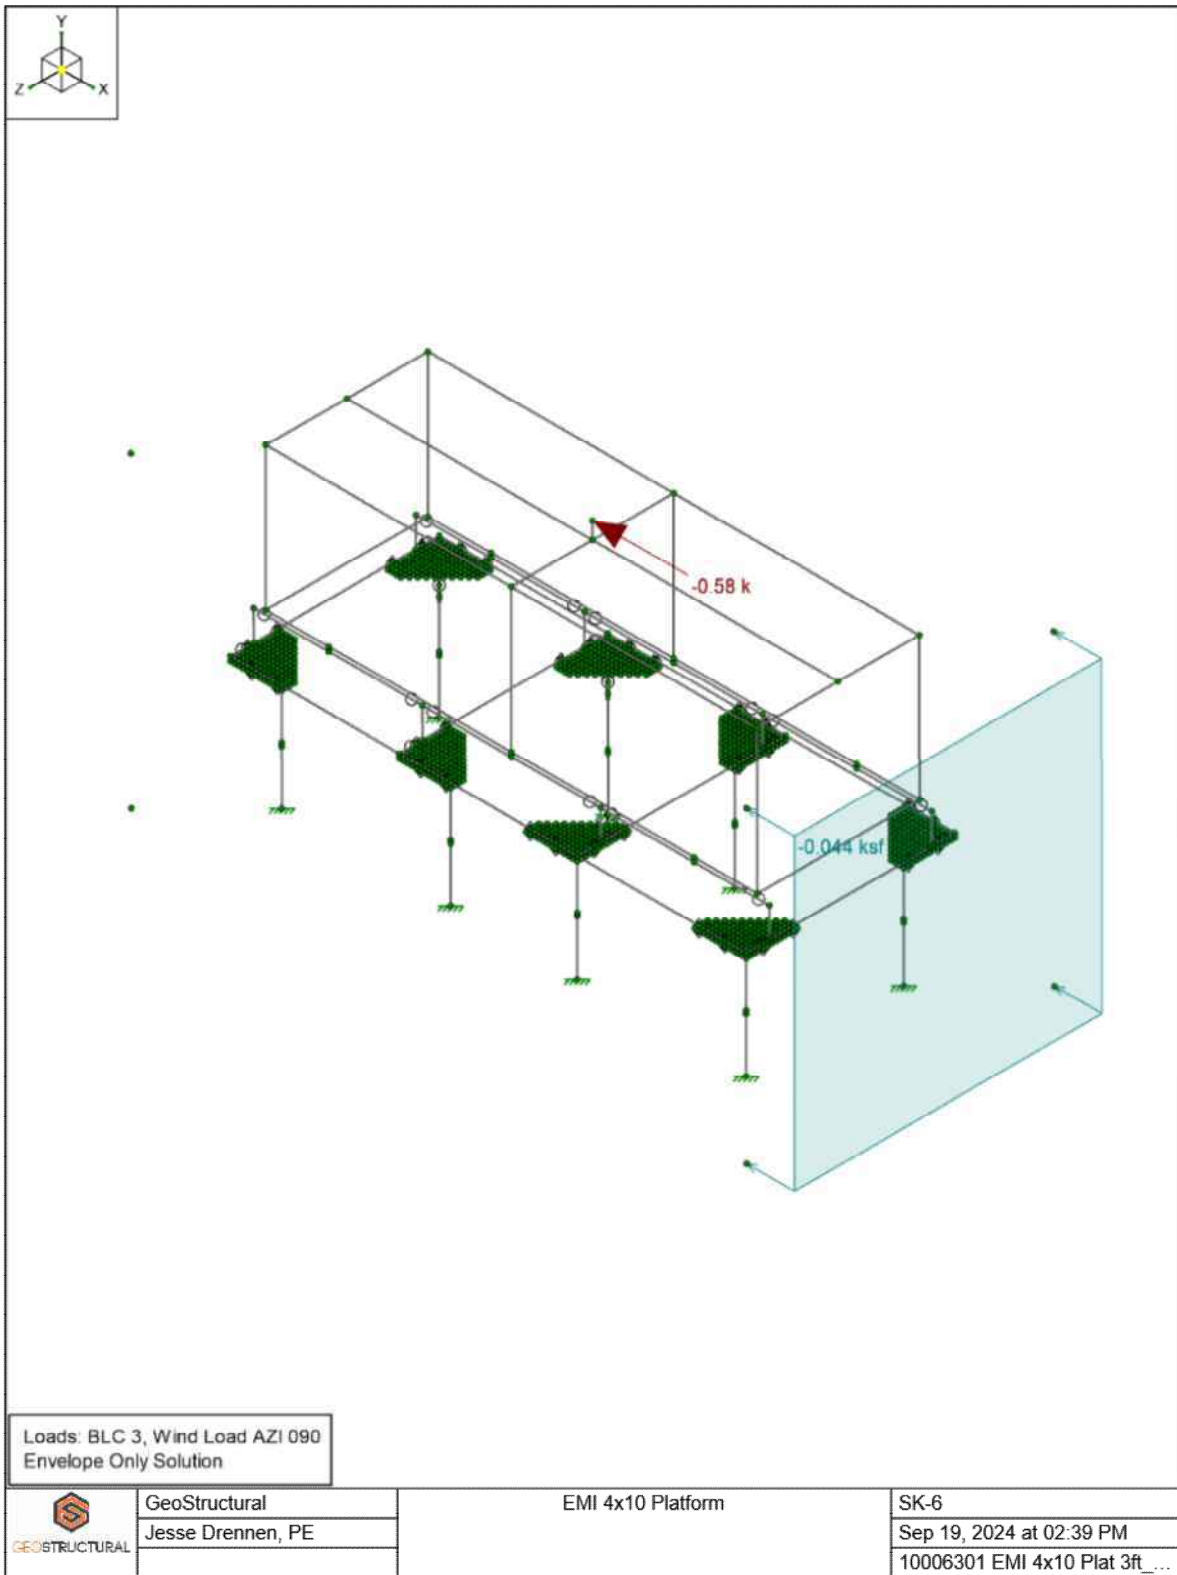 Y
Z
X
-0.58 k
-0.044 ksf
Loads: BLC 3, Wind Load AZI 090
Envelope Only Solution
GEOSTRUCTURAL
GeoStructural
Jesse Drennen, PE
EMI 4x10 Platform
SK-6
Sep 19, 2024 at 02:39 PM
10006301 EMI 4x10 Plat 3ft_...